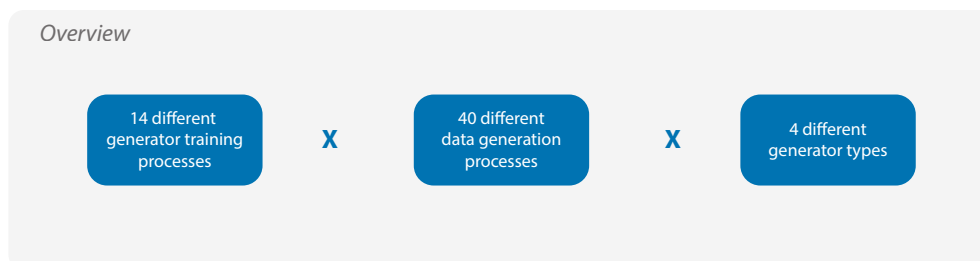 Overview
14 different
generator training
processes
X
40 different
data generation
processes
X
4 different
generator types